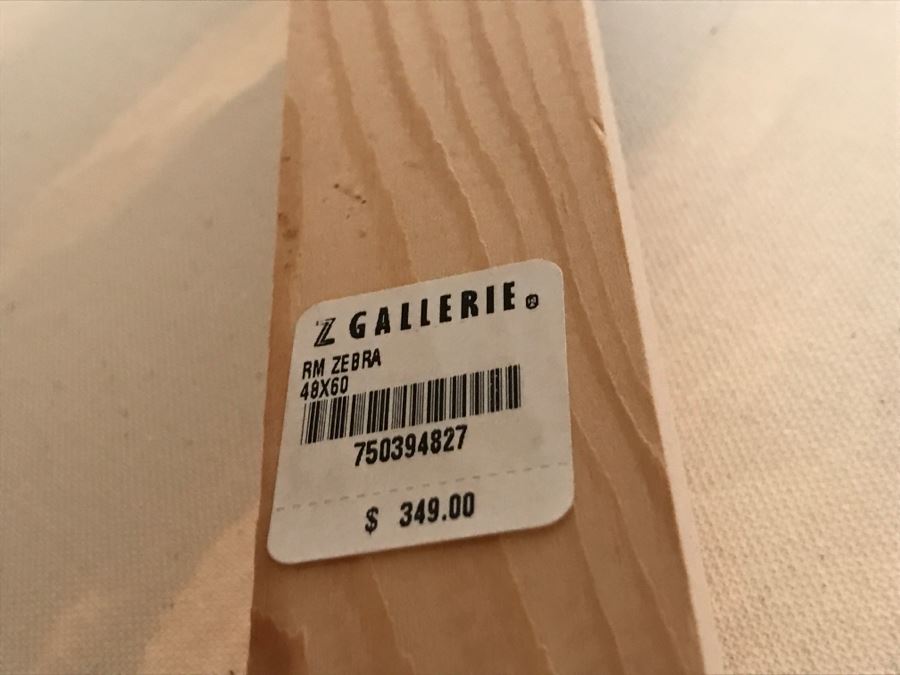 Z GALLERIE®
RM ZEBRA
48X60
750394827
$ 349.00